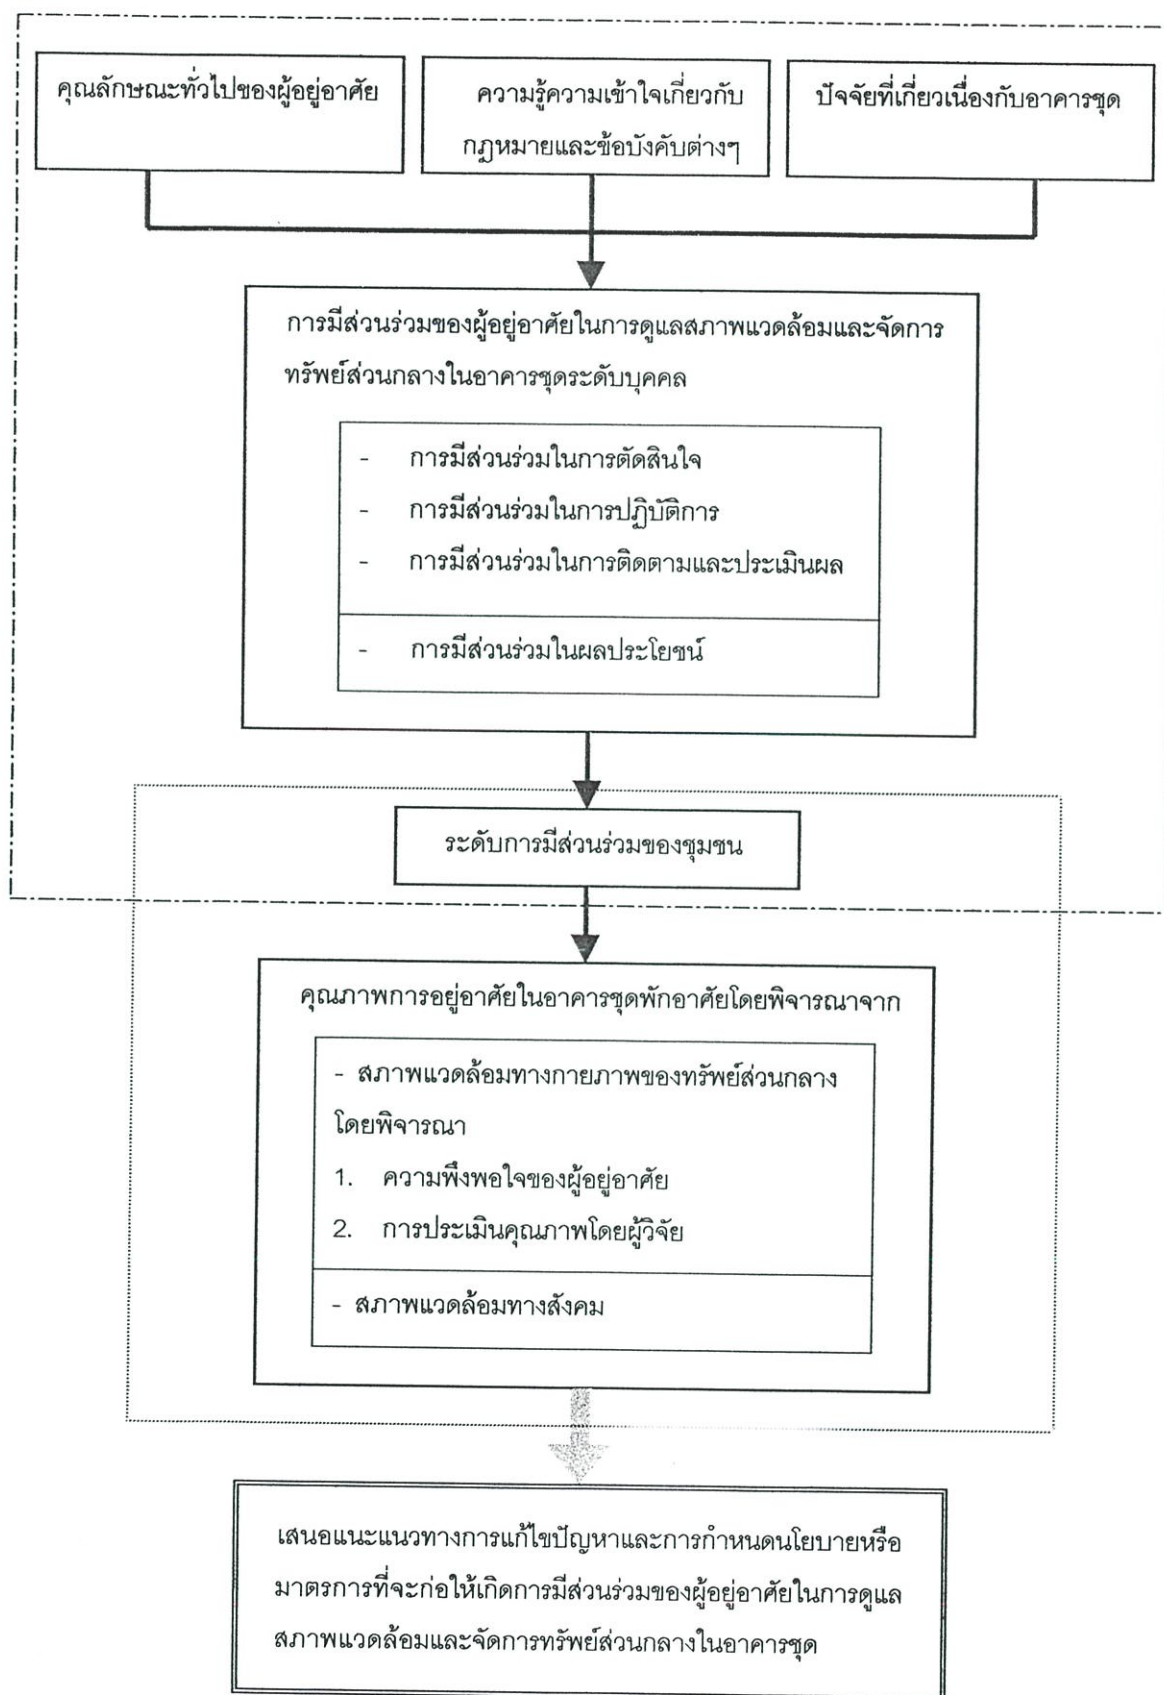 คุณลักษณะทั่วไปของผู้อยู่อาศัย
ความรู้ความเข้าใจเกี่ยวกับ
กฎหมายและข้อบังคับต่างๆ
ปัจจัยที่เกี่ยวเนื่องกับอาคารชุด
การมีส่วนร่วมของผู้อยู่อาศัยในการดูแลสภาพแวดล้อมและจัดการ
ทรัพย์ส่วนกลางในอาคารชุดระดับบุคคล
- การมีส่วนร่วมในการตัดสินใจ
- การมีส่วนร่วมในการปฏิบัติการ
- การมีส่วนร่วมในการติดตามและประเมินผล
- การมีส่วนร่วมในผลประโยชน์
ระดับการมีส่วนร่วมของชุมชน
คุณภาพการอยู่อาศัยในอาคารชุดพักอาศัยโดยพิจารณาจาก
- สภาพแวดล้อมทางกายภาพของทรัพย์ส่วนกลาง
โดยพิจารณา
1. ความพึงพอใจของผู้อยู่อาศัย
2. การประเมินคุณภาพโดยผู้วิจัย
- สภาพแวดล้อมทางสังคม
เสนอแนะแนวทางการแก้ไขปัญหาและการกำหนดนโยบายหรือ
มาตรการที่จะก่อให้เกิดการมีส่วนร่วมของผู้อยู่อาศัยในการดูแล
สภาพแวดล้อมและจัดการทรัพย์ส่วนกลางในอาคารชุด